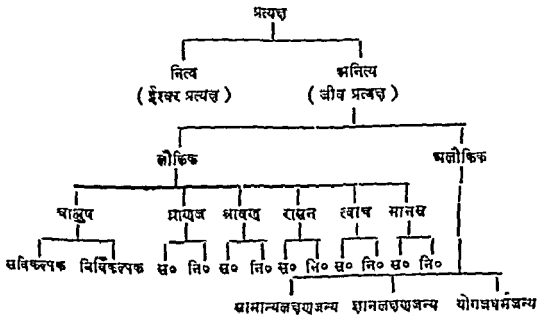 प्रत्यक्ष
नित्य अनित्य
( ईश्वर प्रत्यक्ष ) ( जीव प्रत्यक्ष )
लौकिक अलौकिक
चाक्षुष घ्राणज श्रावण रासन त्वाच मानस
सविकल्पक निर्विकल्पक स० नि० स० नि० स० नि० स० नि० स० नि०
सामान्यलक्षणजन्य ज्ञानलक्षणजन्य योगजधर्मजन्य